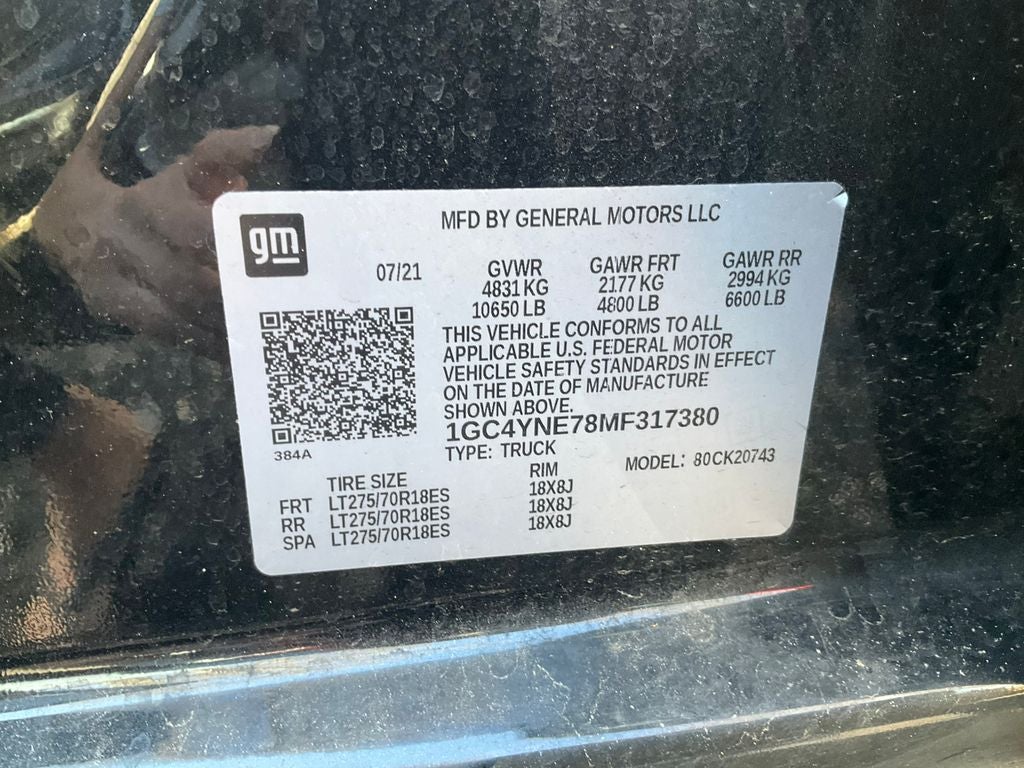 gm
MFD BY GENERAL MOTORS LLC
07/21
GVWR GAWR FRT GAWR RR
4831 KG 2177 KG 2994 KG
10650 LB 4800 LB 6600 LB
THIS VEHICLE CONFORMS TO ALL
APPLICABLE U.S. FEDERAL MOTOR
VEHICLE SAFETY STANDARDS IN EFFECT
ON THE DATE OF MANUFACTURE
SHOWN ABOVE.
1GC4YNE78MF317380
384A
TYPE: TRUCK MODEL: 80CK20743
TIRE SIZE RIM
FRT LT275/70R18ES 18X8J
RR LT275/70R18ES 18X8J
SPA LT275/70R18ES 18X8J